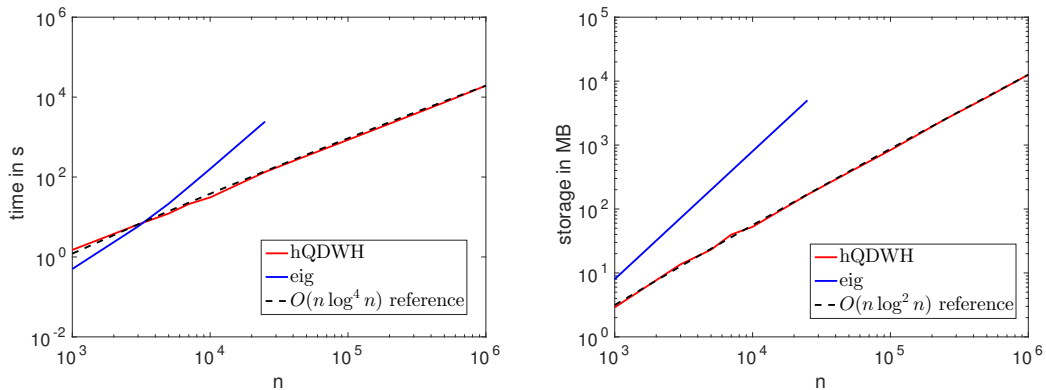 10^6
10^4
10^2
10^0
10^-2
time in s
10^3
10^4
10^5
10^6
n
hQDWH
eig
O(n log^4 n) reference
10^5
10^4
10^3
10^2
10^1
10^0
storage in MB
10^3
10^4
10^5
10^6
n
hQDWH
eig
O(n log^2 n) reference